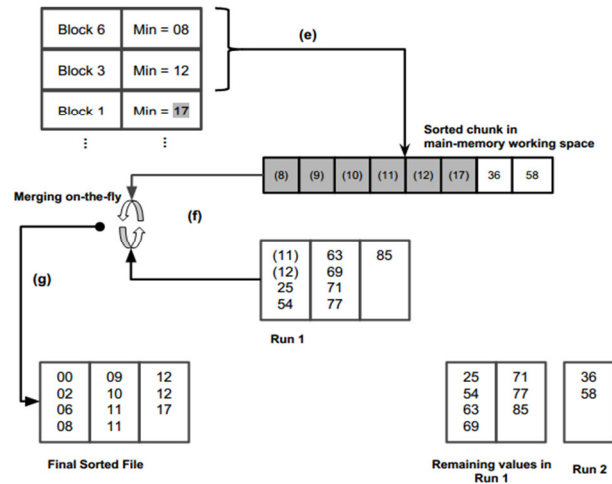 Block 6 Min = 08
(e)
Block 3 Min = 12
Block 1 Min = 17
⋮ ⋮
Sorted chunk in
main-memory working space
(8) (9) (10) (11) (12) (17) 36 58
Merging on-the-fly
(f)
(g)
(11) 63 85
(12) 69
25 71
54 77
Run 1
00 09 12
02 10 12
06 11 17
08 11
Final Sorted File
25 71
54 77
63 85
69
Remaining values in
Run 1
36
58
Run 2